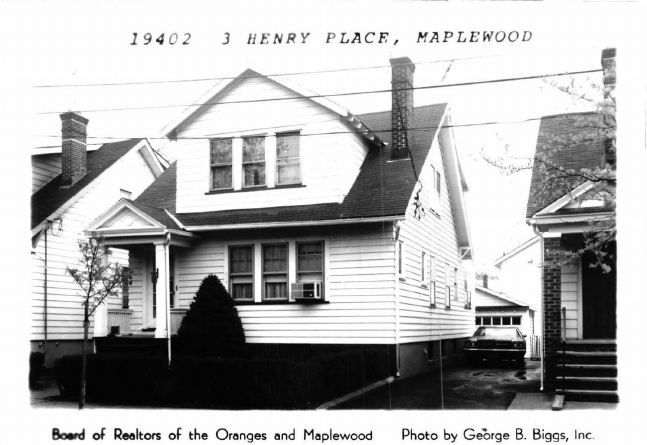 19402 3 HENRY PLACE, MAPLEWOOD
Board of Realtors of the Oranges and Maplewood Photo by George B. Biggs, Inc.